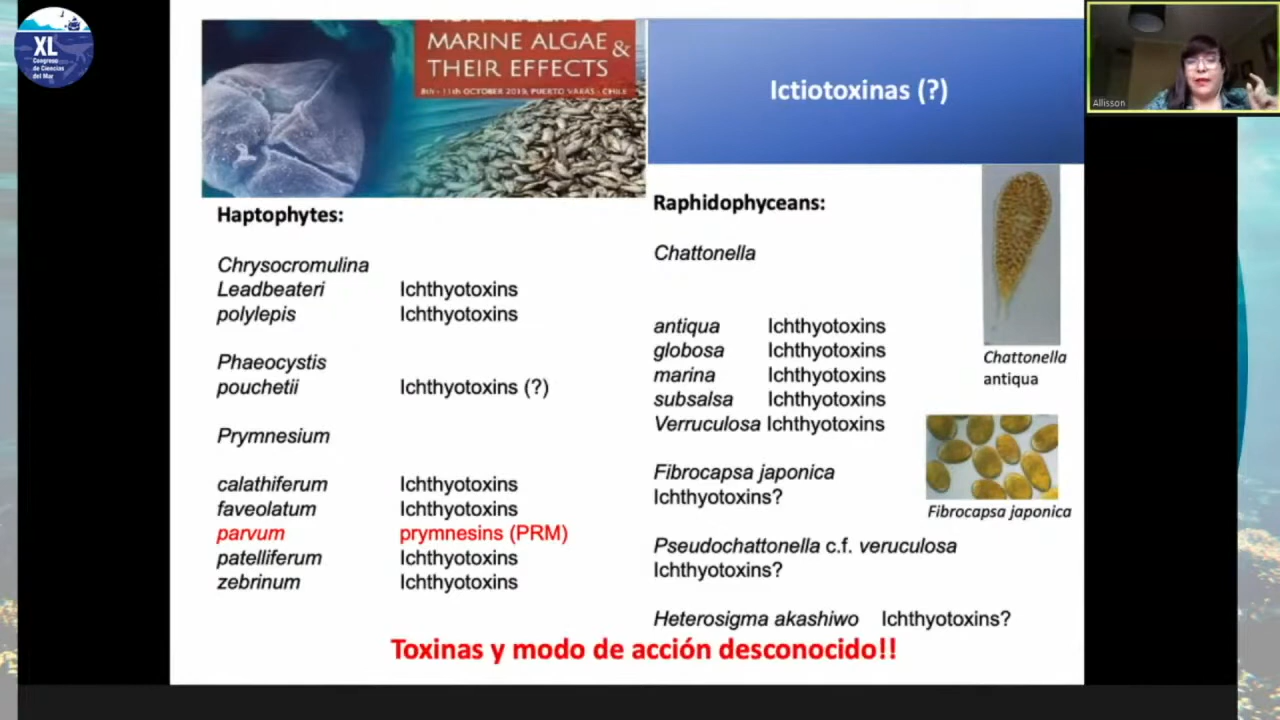 XL
Congreso
de Ciencias
del Mar
MARINE ALGAE &
THEIR EFFECTS
8th - 11th OCTOBER 2019, PUERTO VARAS - CHILE
Ictiotoxinas (?)
Allisson
Haptophytes:
Chrysocromulina
Leadbeateri Ichthyotoxins
polylepis Ichthyotoxins
Phaeocystis
pouchetii Ichthyotoxins (?)
Prymnesium
calathiferum Ichthyotoxins
faveolatum Ichthyotoxins
parvum prymnesins (PRM)
patelliferum Ichthyotoxins
zebrinum Ichthyotoxins
Raphidophyceans:
Chattonella
antiqua Ichthyotoxins
globosa Ichthyotoxins
marina Ichthyotoxins
subsalsa Ichthyotoxins
Verruculosa Ichthyotoxins
Fibrocapsa japonica
Ichthyotoxins?
Pseudochattonella c.f. veruculosa
Ichthyotoxins?
Heterosigma akashiwo Ichthyotoxins?
Chattonella
antiqua
Fibrocapsa japonica
Toxinas y modo de acción desconocido!!